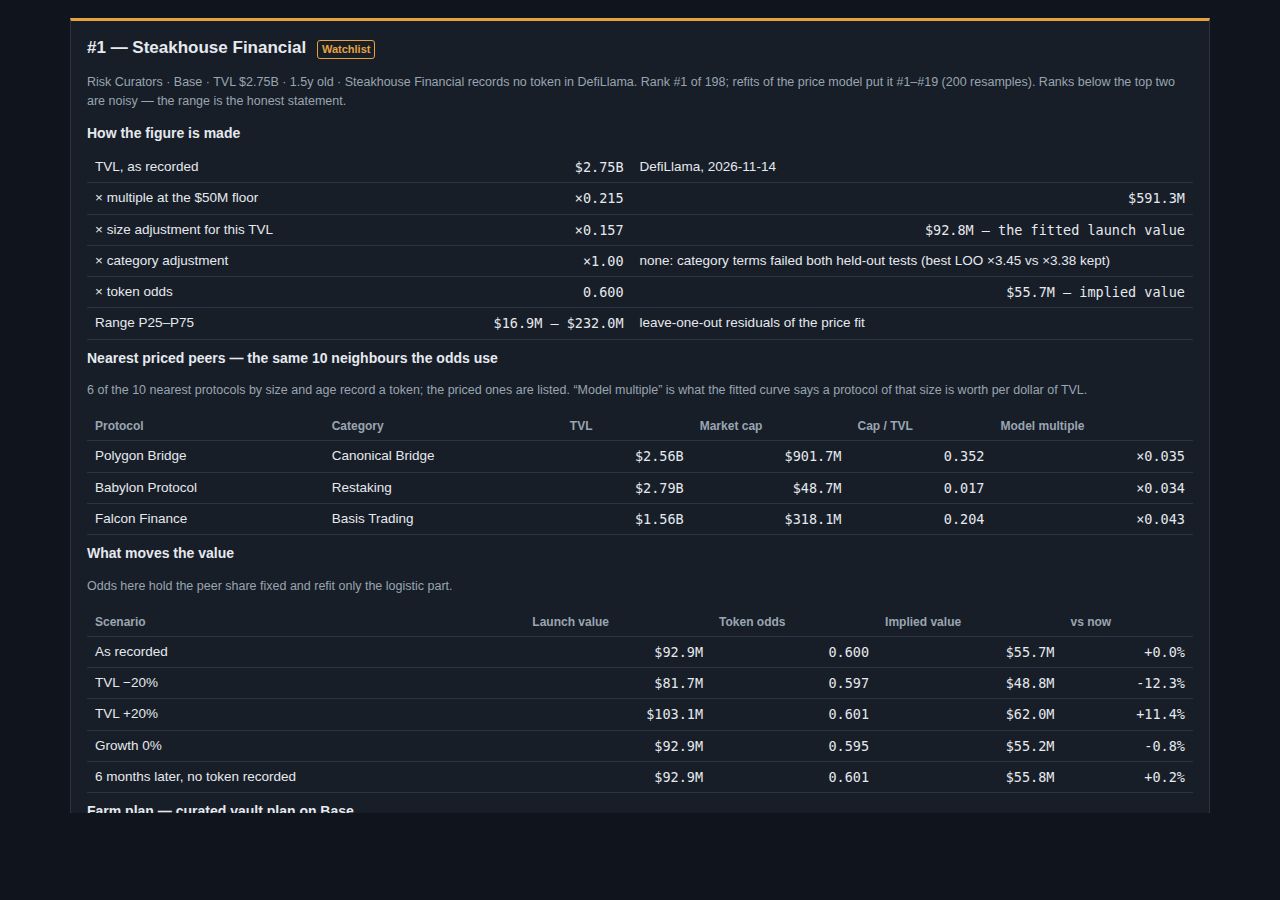 #1 — Steakhouse Financial Watchlist
Risk Curators · Base · TVL $2.75B · 1.5y old · Steakhouse Financial records no token in DefiLlama. Rank #1 of 198; refits of the price model put it #1–#19 (200 resamples). Ranks below the top two
are noisy — the range is the honest statement.
How the figure is made
TVL, as recorded $2.75B DefiLlama, 2026-11-14
× multiple at the $50M floor ×0.215 $591.3M
× size adjustment for this TVL ×0.157 $92.8M — the fitted launch value
× category adjustment ×1.00 none: category terms failed both held-out tests (best LOO ×3.45 vs ×3.38 kept)
× token odds 0.600 $55.7M — implied value
Range P25–P75 $16.9M — $232.0M leave-one-out residuals of the price fit
Nearest priced peers — the same 10 neighbours the odds use
6 of the 10 nearest protocols by size and age record a token; the priced ones are listed. “Model multiple” is what the fitted curve says a protocol of that size is worth per dollar of TVL.
Protocol Category TVL Market cap Cap / TVL Model multiple
Polygon Bridge Canonical Bridge $2.56B $901.7M 0.352 ×0.035
Babylon Protocol Restaking $2.79B $48.7M 0.017 ×0.034
Falcon Finance Basis Trading $1.56B $318.1M 0.204 ×0.043
What moves the value
Odds here hold the peer share fixed and refit only the logistic part.
Scenario Launch value Token odds Implied value vs now
As recorded $92.9M 0.600 $55.7M +0.0%
TVL −20% $81.7M 0.597 $48.8M -12.3%
TVL +20% $103.1M 0.601 $62.0M +11.4%
Growth 0% $92.9M 0.595 $55.2M -0.8%
6 months later, no token recorded $92.9M 0.601 $55.8M +0.2%
Farm plan — curated vault plan on Base